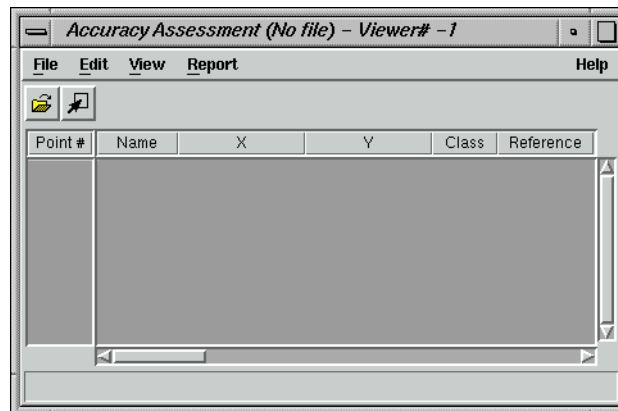 Accuracy Assessment (No file) – Viewer# –1
File Edit View Report Help
Point # Name X Y Class Reference